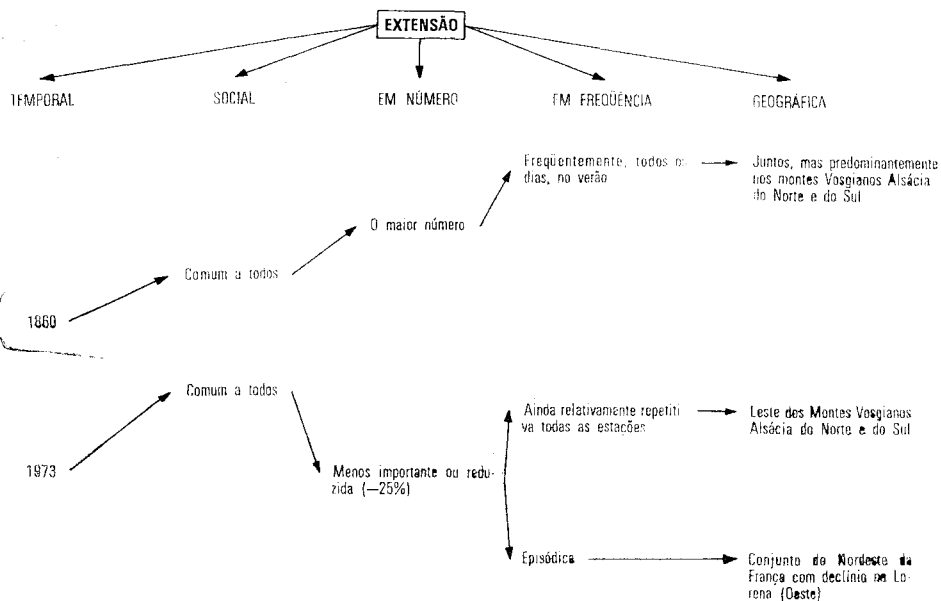 EXTENSÃO
TEMPORAL
SOCIAL
EM NÚMERO
EM FREQÜÊNCIA
GEOGRÁFICA
Freqüentemente, todos os
dias, no verão
Juntos, mas predominantemente
nos montes Vosgianos Alsácia
do Norte e do Sul
O maior número
Comum a todos
1860
Comum a todos
1973
Menos importante ou redu-
zida (—25%)
Ainda relativamente repetiti
va todas as estações
Leste dos Montes Vosgianos
Alsácia do Norte e do Sul
Episódica
Conjunto do Nordeste da
França com declínio na Lo-
rena (Oeste)